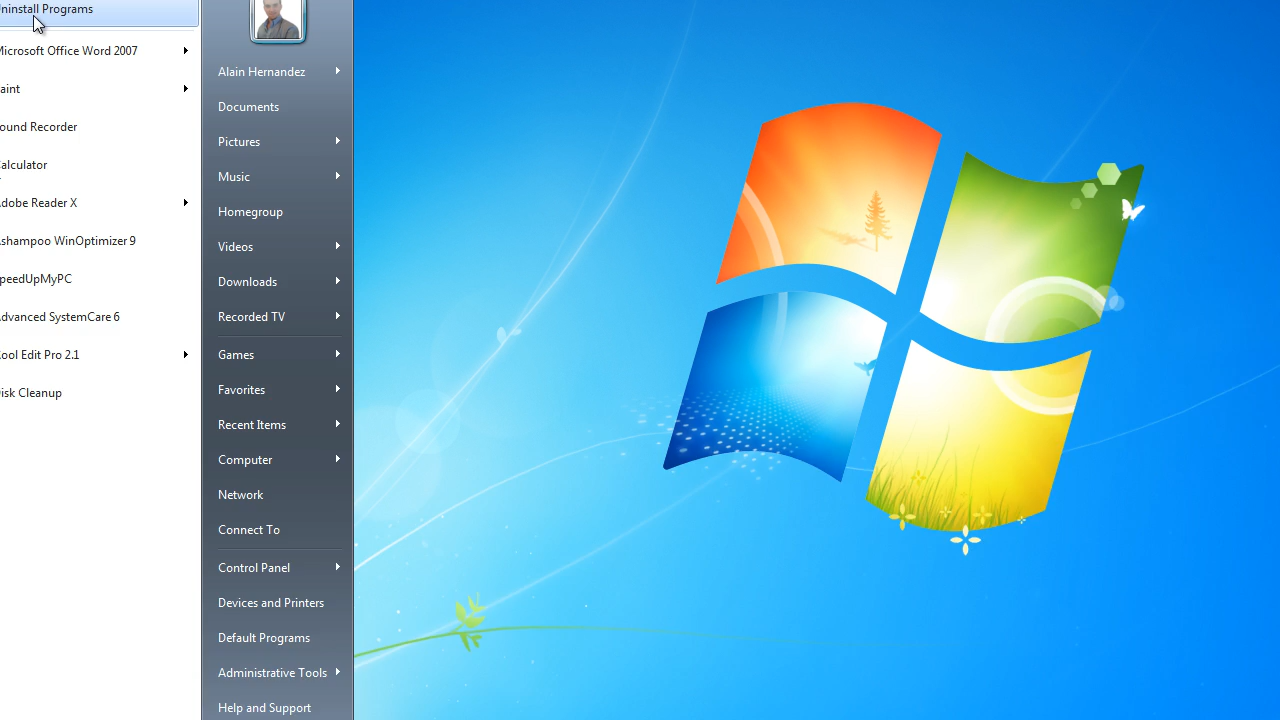 ninstall Programs
icrosoft Office Word 2007
aint
ound Recorder
alculator
dobe Reader X
shampoo WinOptimizer 9
peedUpMyPC
dvanced SystemCare 6
ool Edit Pro 2.1
isk Cleanup
Alain Hernandez
Documents
Pictures
Music
Homegroup
Videos
Downloads
Recorded TV
Games
Favorites
Recent Items
Computer
Network
Connect To
Control Panel
Devices and Printers
Default Programs
Administrative Tools
Help and Support